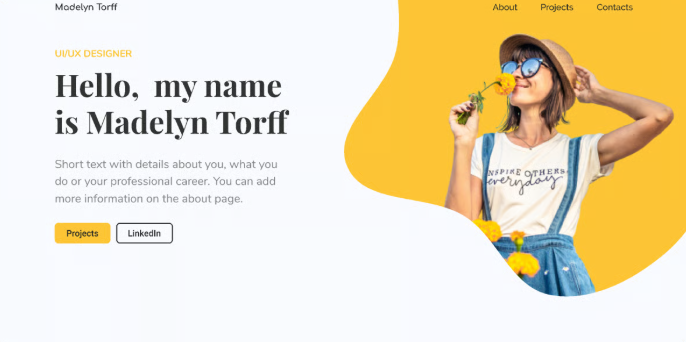 Madelyn Torff
About Projects Contacts
UI/UX DESIGNER
Hello, my name
is Madelyn Torff
Short text with details about you, what you
do or your professional career. You can add
more information on the about page.
Projects LinkedIn
INSPIRE OTHERS
everyday